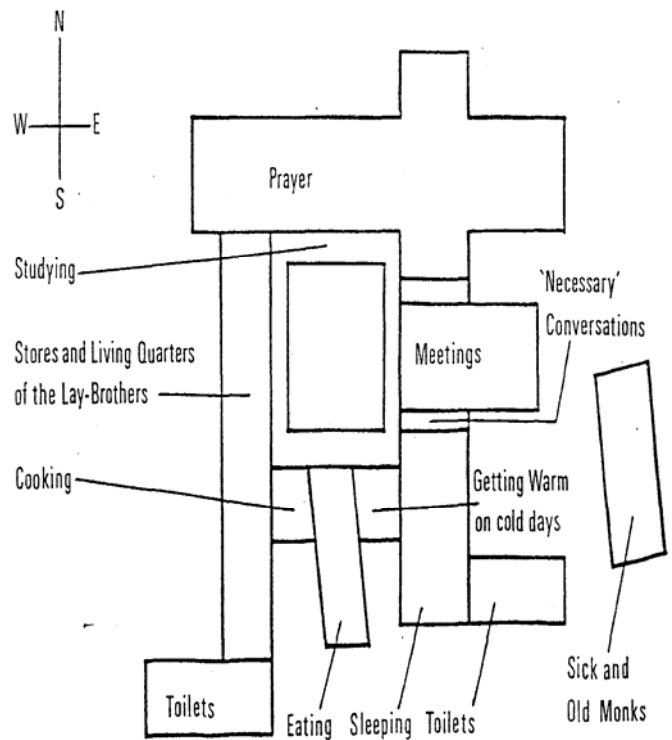 N
W E
S
Prayer
Studying
'Necessary'
Conversations
Stores and Living Quarters
of the Lay-Brothers
Meetings
Cooking
Getting Warm
on cold days
Toilets
Eating
Sleeping
Toilets
Sick and
Old Monks